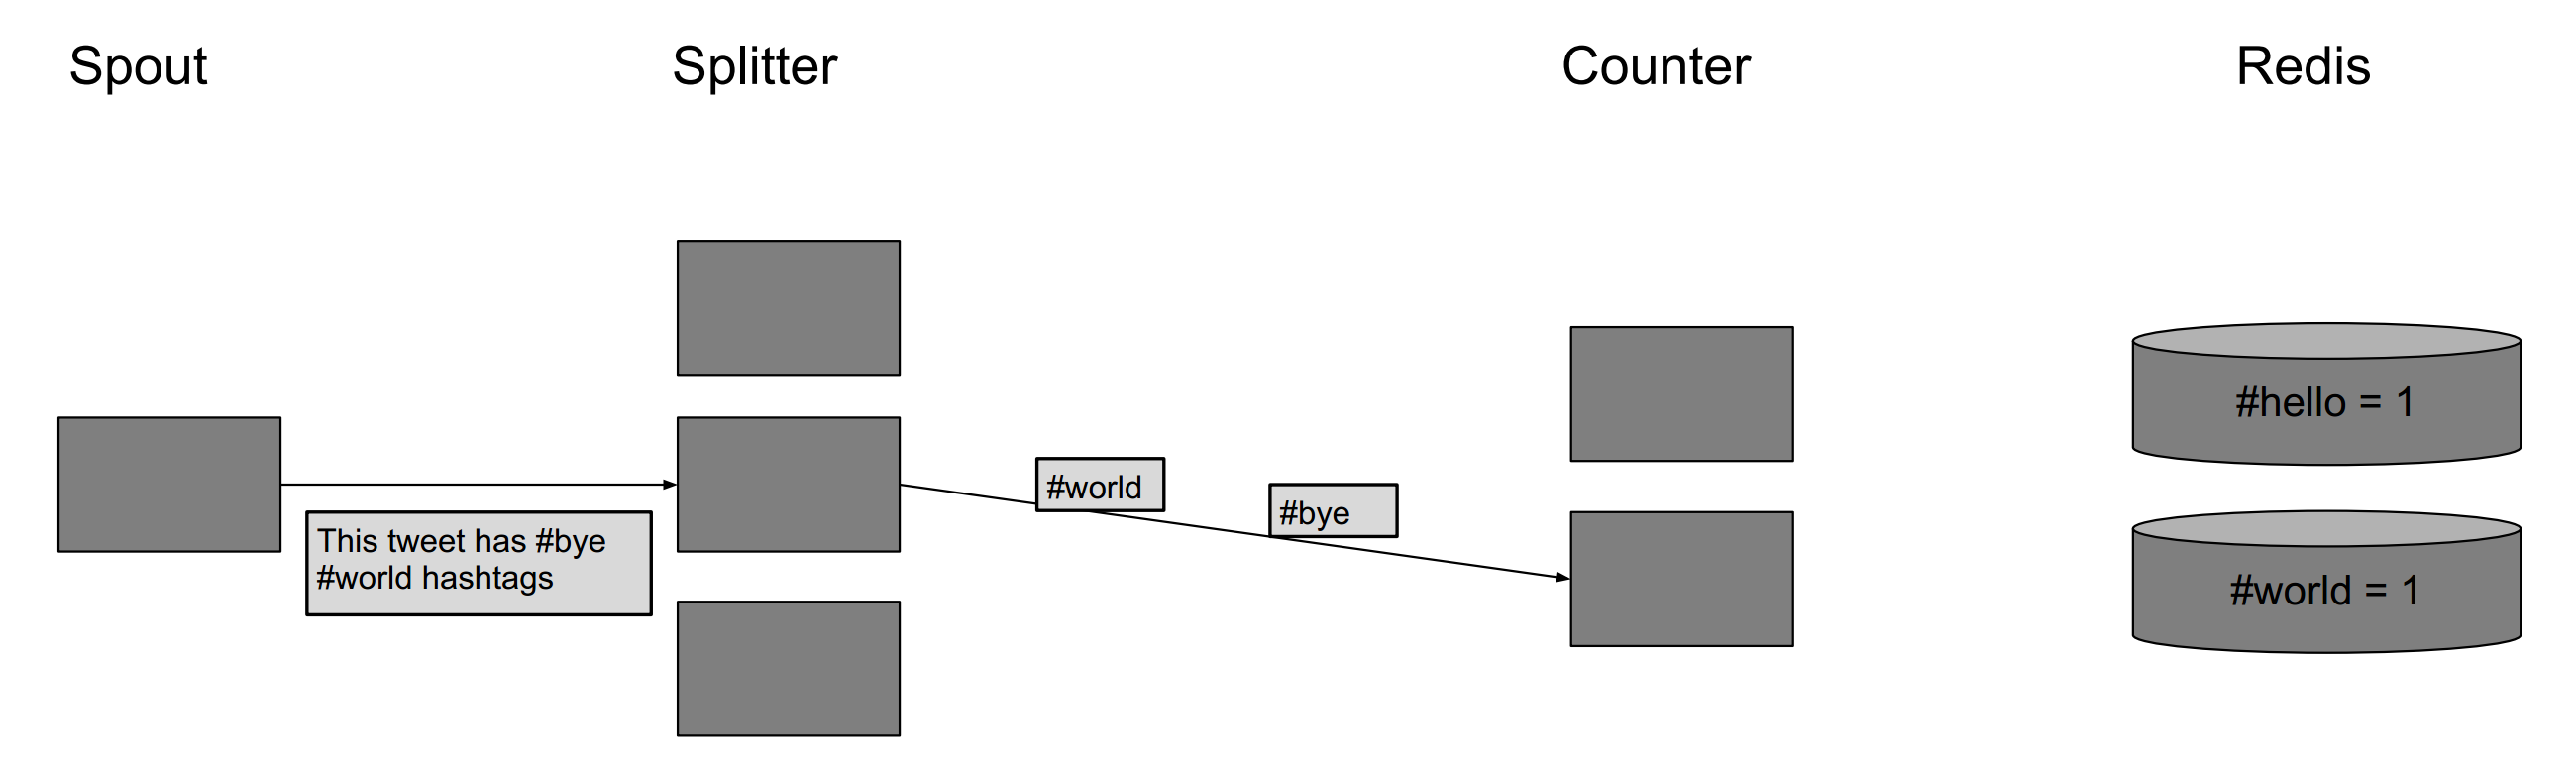 Spout
Splitter
Counter
Redis
This tweet has #bye
#world hashtags
#world
#bye
#hello = 1
#world = 1